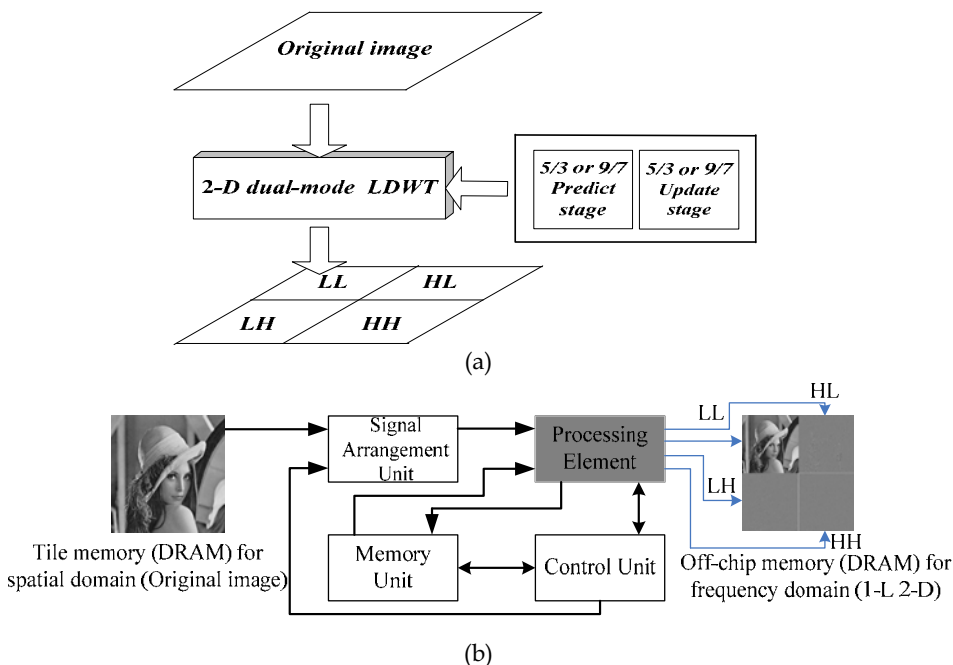 Original image
2-D dual-mode LDWT
5/3 or 9/7
Predict
stage
5/3 or 9/7
Update
stage
LL
HL
LH
HH
(a)
HL
LL
Signal
Arrangement
Unit
Processing
Element
LH
HH
Tile memory (DRAM) for
spatial domain (Original image)
Memory
Unit
Control Unit
Off-chip memory (DRAM) for
frequency domain (1-L 2-D)
(b)